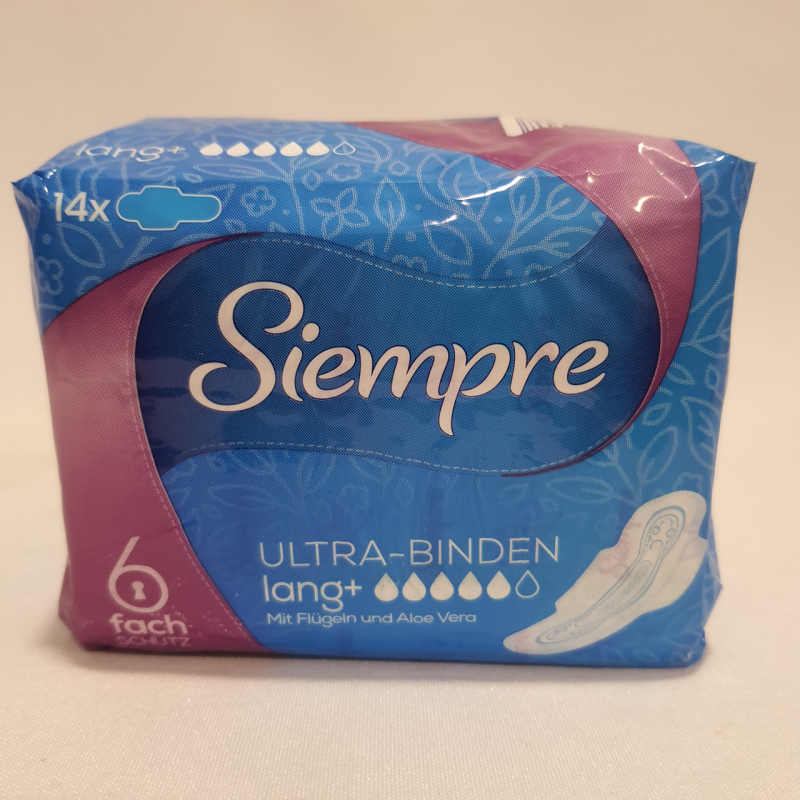 lang+
14x
Siempre
6
fach
SCHUTZ
ULTRA-BINDEN
lang+
Mit Flügeln und Aloe Vera